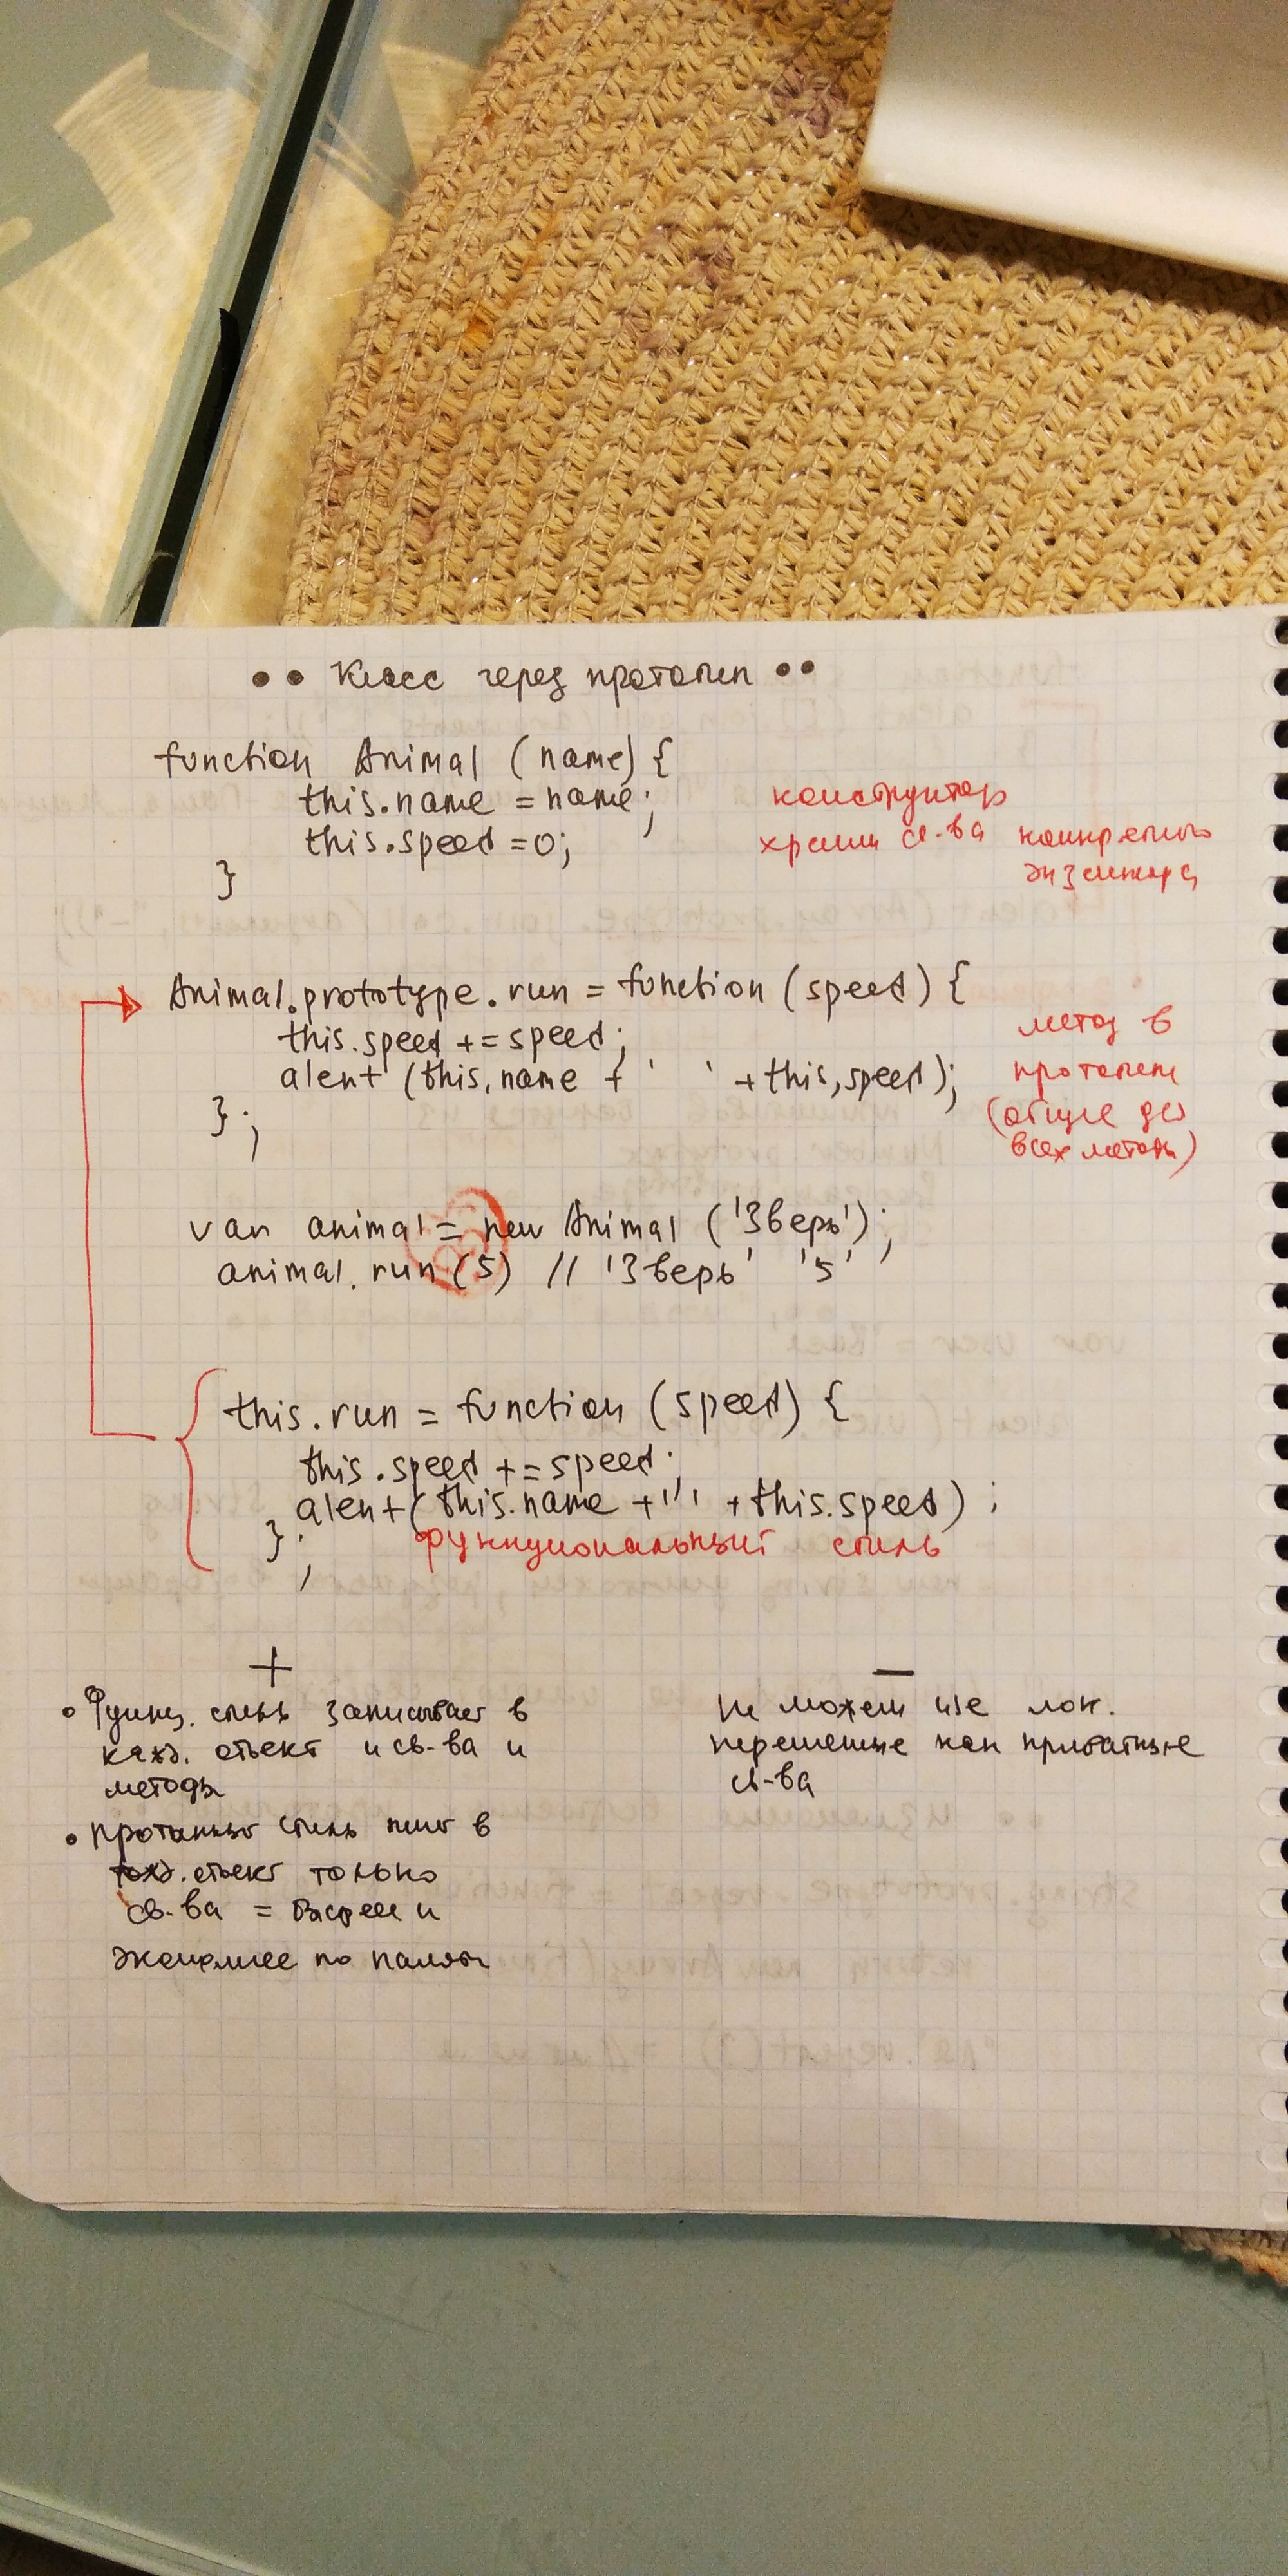 •• Класс через прототип ••
function Animal (name) {
this.name = name;
this.speed = 0;
}
конструктор
хранит св-ва конкретного
экземпляра
Animal.prototype.run = function (speed) {
this.speed += speed;
alert (this.name + ' ' + this.speed);
};
метод в
прототипе
(общие для
всех методы)
var animal = new Animal ('Зверь');
animal.run (5) // 'Зверь' '5'
this.run = function (speed) {
this.speed += speed;
alert (this.name + ' ' + this.speed) ;
};
функциональный стиль
+
• Функц. стиль записывает в
кажд. объект и св-ва и
методы
• прототипн стиль пишет в
кажд. объект только
св-ва = быстрее и
экономнее по памяти
—
Не можем исп лок.
переменные как приватные
св-ва